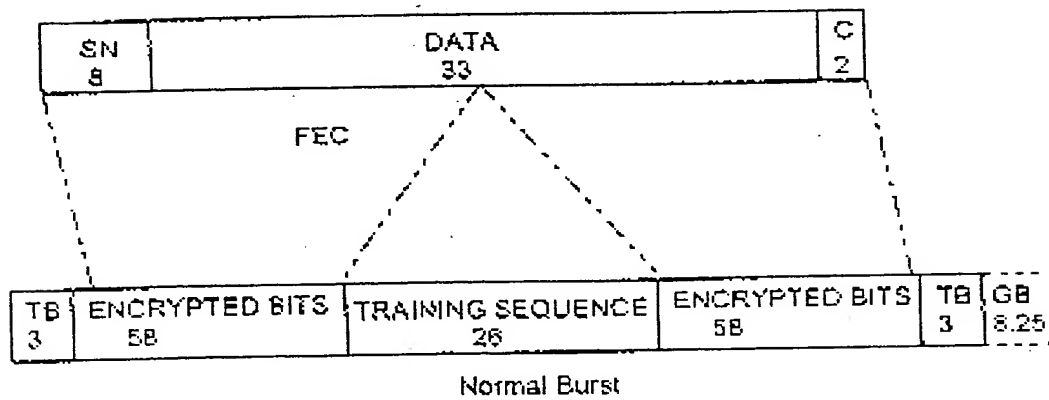 SN DATA C
8 33 2
FEC
TB ENCRYPTED BITS TRAINING SEQUENCE ENCRYPTED BITS TB GB
3 58 26 58 3 8.25
Normal Burst